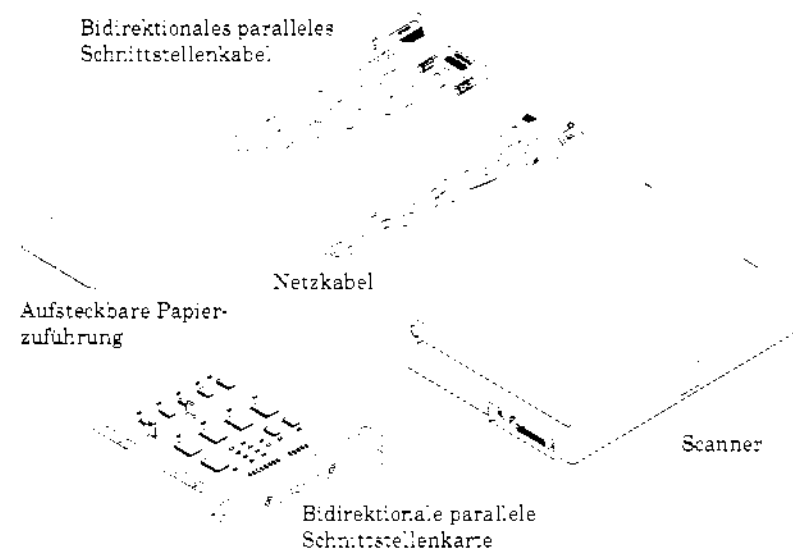 Bidirektionales paralleles
Schnittstellenkabel
Netzkabel
Aufsteckbare Papier-
zuführung
Scanner
Bidirektionale parallele
Schnittstellenkarte